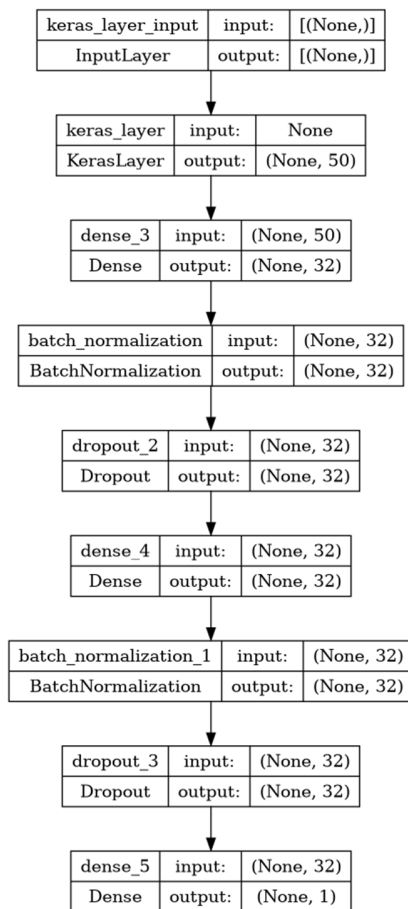 keras_layer_input input: [(None,)]
InputLayer output: [(None,)]
keras_layer input: None
KerasLayer output: (None, 50)
dense_3 input: (None, 50)
Dense output: (None, 32)
batch_normalization input: (None, 32)
BatchNormalization output: (None, 32)
dropout_2 input: (None, 32)
Dropout output: (None, 32)
dense_4 input: (None, 32)
Dense output: (None, 32)
batch_normalization_1 input: (None, 32)
BatchNormalization output: (None, 32)
dropout_3 input: (None, 32)
Dropout output: (None, 32)
dense_5 input: (None, 32)
Dense output: (None, 1)